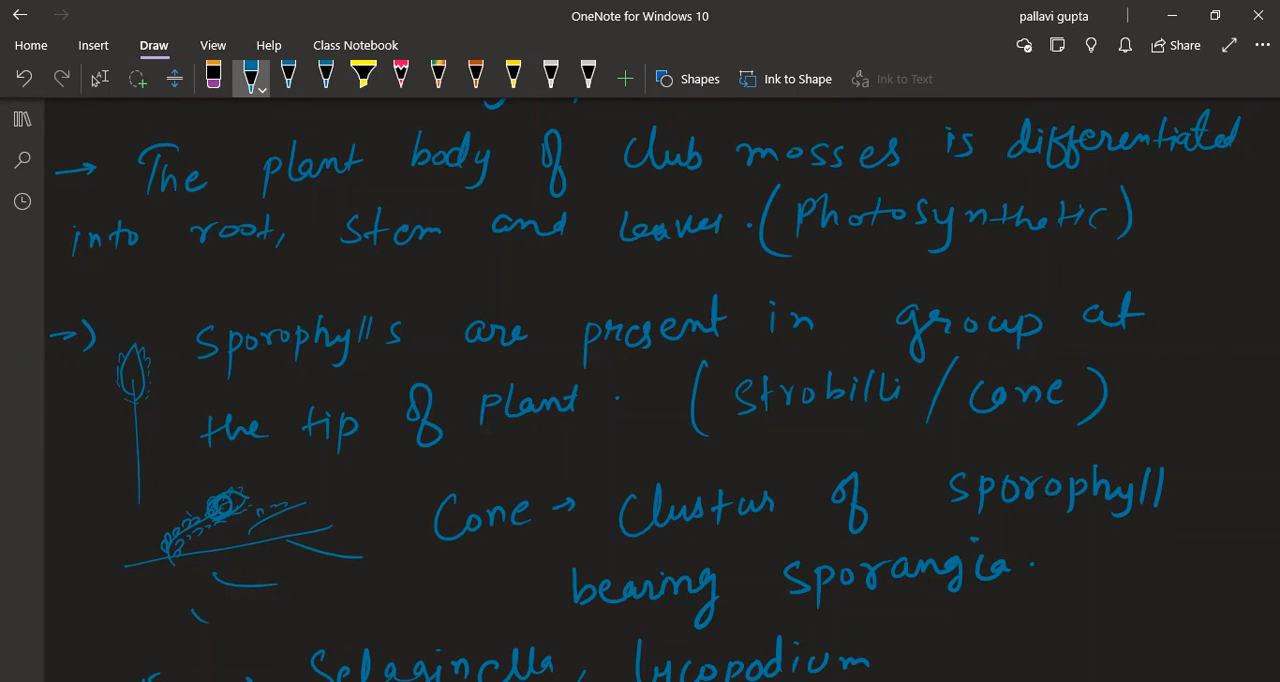 OneNote for Windows 10
pallavi gupta
Home Insert Draw View Help Class Notebook
Share
Shapes Ink to Shape Ink to Text
→ The plant body of club mosses is differentiated
into root, stem and leaves. (Photosynthetic)
→) Sporophylls are present in group at
the tip of plant. (Strobilli / Cone)
Cone → Clustur of sporophyll
bearing sporangia.
Selaginella, Lycopodium